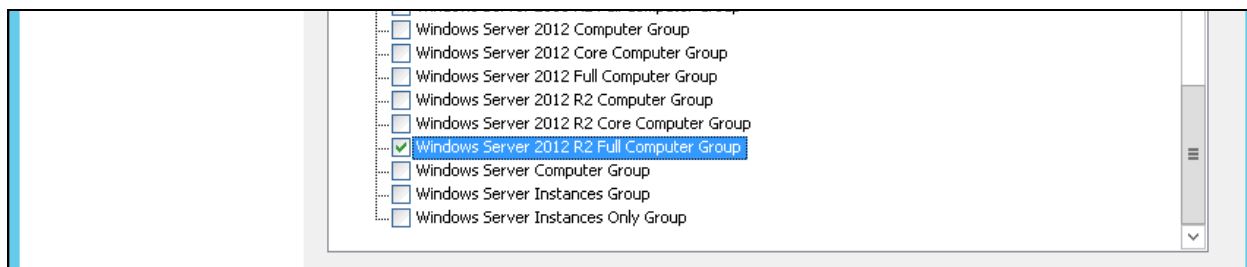 Windows Server 2012 Computer Group
Windows Server 2012 Core Computer Group
Windows Server 2012 Full Computer Group
Windows Server 2012 R2 Computer Group
Windows Server 2012 R2 Core Computer Group
Windows Server 2012 R2 Full Computer Group
Windows Server Computer Group
Windows Server Instances Group
Windows Server Instances Only Group